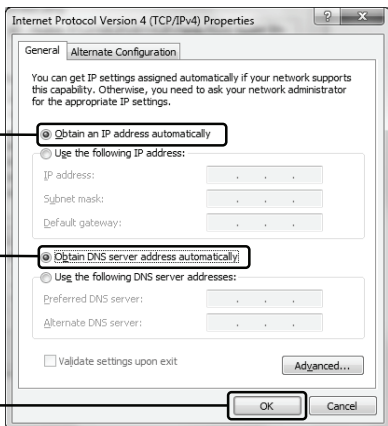 Internet Protocol Version 4 (TCP/IPv4) Properties
General
Alternate Configuration
You can get IP settings assigned automatically if your network supports
this capability. Otherwise, you need to ask your network administrator
for the appropriate IP settings.
Obtain an IP address automatically
Use the following IP address:
IP address:
Subnet mask:
Default gateway:
Obtain DNS server address automatically
Use the following DNS server addresses:
Preferred DNS server:
Alternate DNS server:
Validate settings upon exit
Advanced...
OK
Cancel